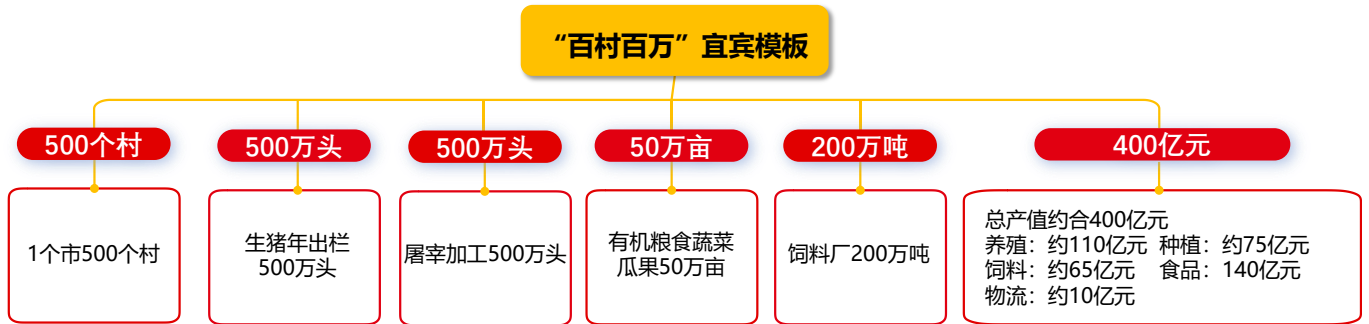 “百村百万”宜宾模板
500个村
500万头
500万头
50万亩
200万吨
400亿元
1个市500个村
生猪年出栏
500万头
屠宰加工500万头
有机粮食蔬菜
瓜果50万亩
饲料厂200万吨
总产值约合400亿元
养殖：约110亿元 种植：约75亿元
饲料：约65亿元 食品：140亿元
物流：约10亿元